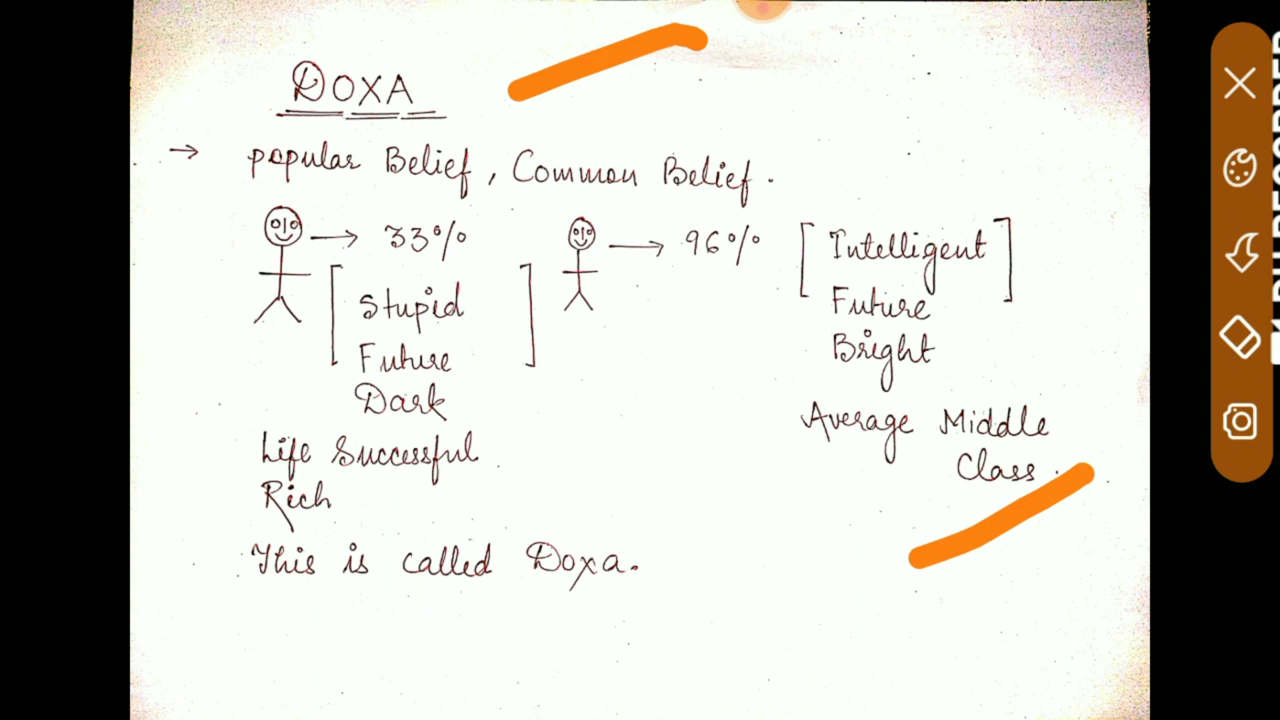 DOXA
→ popular Belief, Common Belief.
→ 33%
[Stupid
Future]
Dark
Life Successful
Rich
→ 96%
[Intelligent
Future]
Bright
Average Middle
Class.
This is called Doxa.